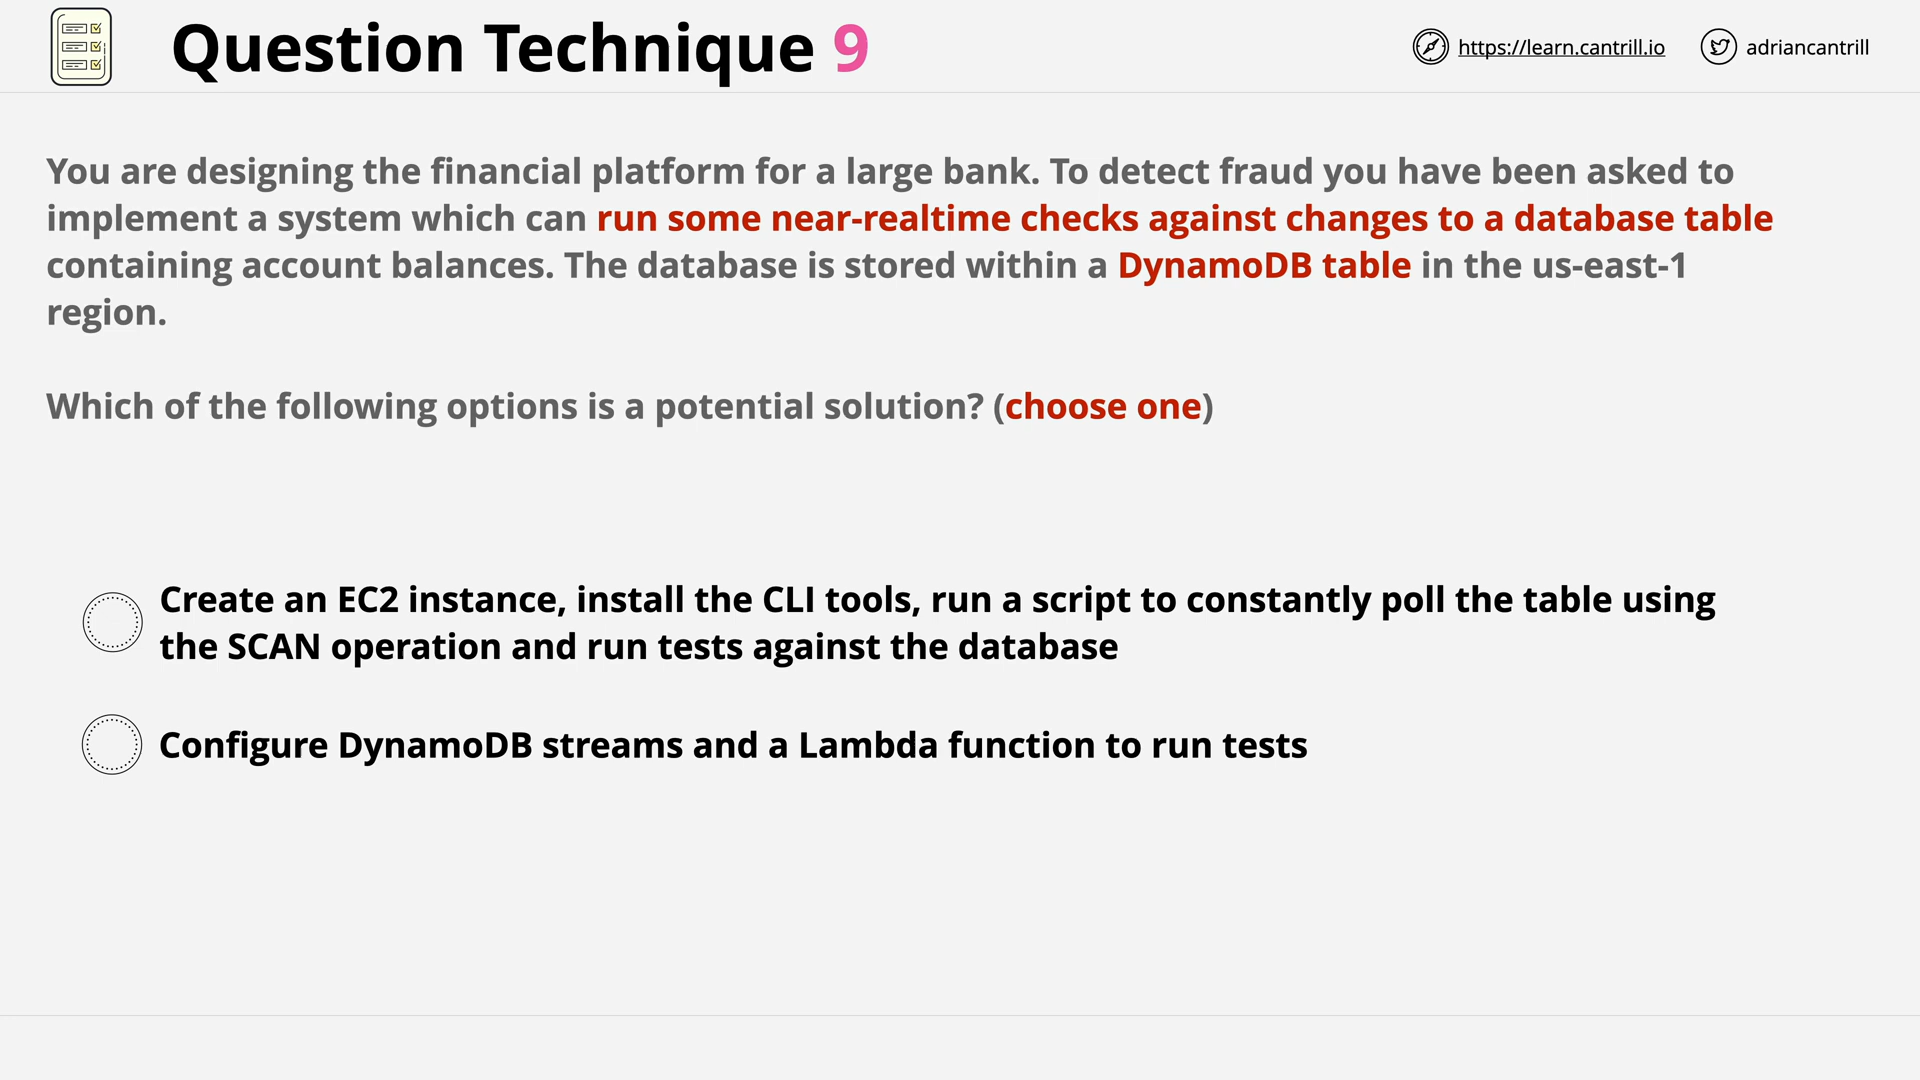 Question Technique 9
https://learn.cantrill.io
adriancantrill
You are designing the financial platform for a large bank. To detect fraud you have been asked to
implement a system which can run some near-realtime checks against changes to a database table
containing account balances. The database is stored within a DynamoDB table in the us-east-1
region.
Which of the following options is a potential solution? (choose one)
Create an EC2 instance, install the CLI tools, run a script to constantly poll the table using
the SCAN operation and run tests against the database
Configure DynamoDB streams and a Lambda function to run tests